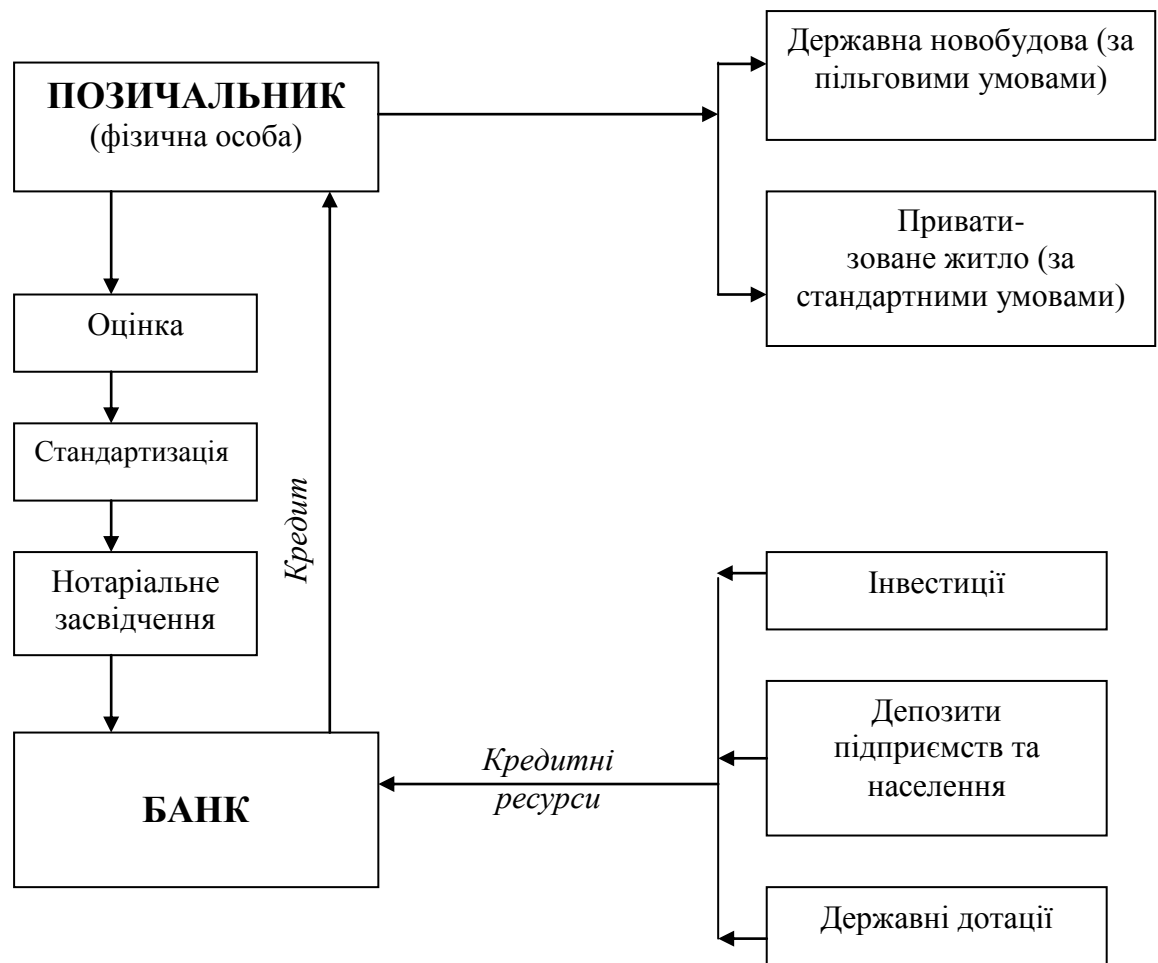 ПОЗИЧАЛЬНИК
(фізична особа)
Державна новобудова (за
пільговими умовами)
Привати-
зоване житло (за
стандартними умовами)
Оцінка
Стандартизація
Нотаріальне
засвідчення
Кредит
БАНК
Кредитні
ресурси
Інвестиції
Депозити
підприємств та
населення
Державні дотації